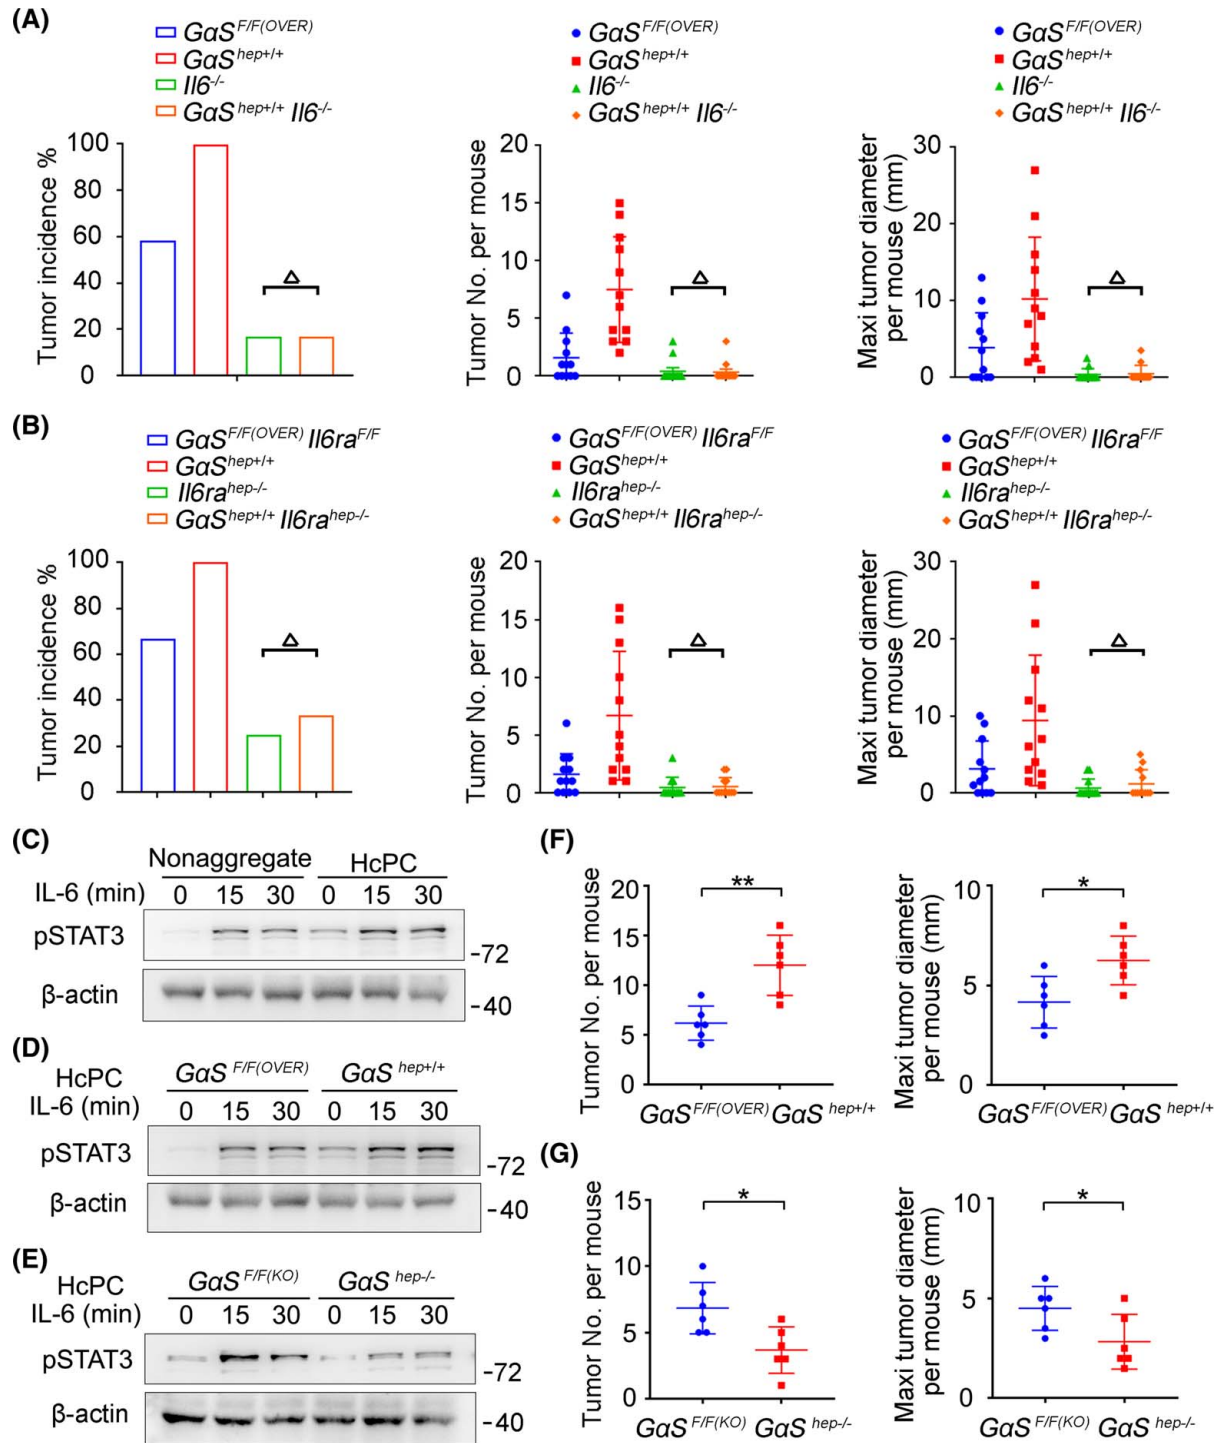 (A)
GαS F/F(OVER)
GαS hep+/+
Il6 -/-
GαS hep+/+ Il6 -/-
Tumor incidence %
100
80
60
40
20
0
Δ
GαS F/F(OVER)
GαS hep+/+
Il6 -/-
GαS hep+/+ Il6 -/-
Tumor No. per mouse
20
15
10
5
0
Δ
GαS F/F(OVER)
GαS hep+/+
Il6 -/-
GαS hep+/+ Il6 -/-
Maxi tumor diameter
per mouse (mm)
30
20
10
0
Δ
(B)
GαS F/F(OVER) Il6ra F/F
GαS hep+/+
Il6ra hep-/-
GαS hep+/+ Il6ra hep-/-
Tumor incidence %
100
80
60
40
20
0
Δ
GαS F/F(OVER) Il6ra F/F
GαS hep+/+
Il6ra hep-/-
GαS hep+/+ Il6ra hep-/-
Tumor No. per mouse
20
15
10
5
0
Δ
GαS F/F(OVER) Il6ra F/F
GαS hep+/+
Il6ra hep-/-
GαS hep+/+ Il6ra hep-/-
Maxi tumor diameter
per mouse (mm)
30
20
10
0
Δ
(C)
Nonaggregate HcPC
IL-6 (min) 0 15 30 0 15 30
pSTAT3
-72
β-actin
-40
(D)
HcPC GαS F/F(OVER) GαS hep+/+
IL-6 (min) 0 15 30 0 15 30
pSTAT3
-72
β-actin
-40
(E)
HcPC GαS F/F(KO) GαS hep-/-
IL-6 (min) 0 15 30 0 15 30
pSTAT3
-72
β-actin
-40
(F)
Tumor No. per mouse
20
15
10
5
0
**
GαS F/F(OVER) GαS hep+/+
Maxi tumor diameter
per mouse (mm)
10
5
0
*
GαS F/F(OVER) GαS hep+/+
(G)
Tumor No. per mouse
15
10
5
0
*
GαS F/F(KO) GαS hep-/-
Maxi tumor diameter
per mouse (mm)
10
5
0
*
GαS F/F(KO) GαS hep-/-